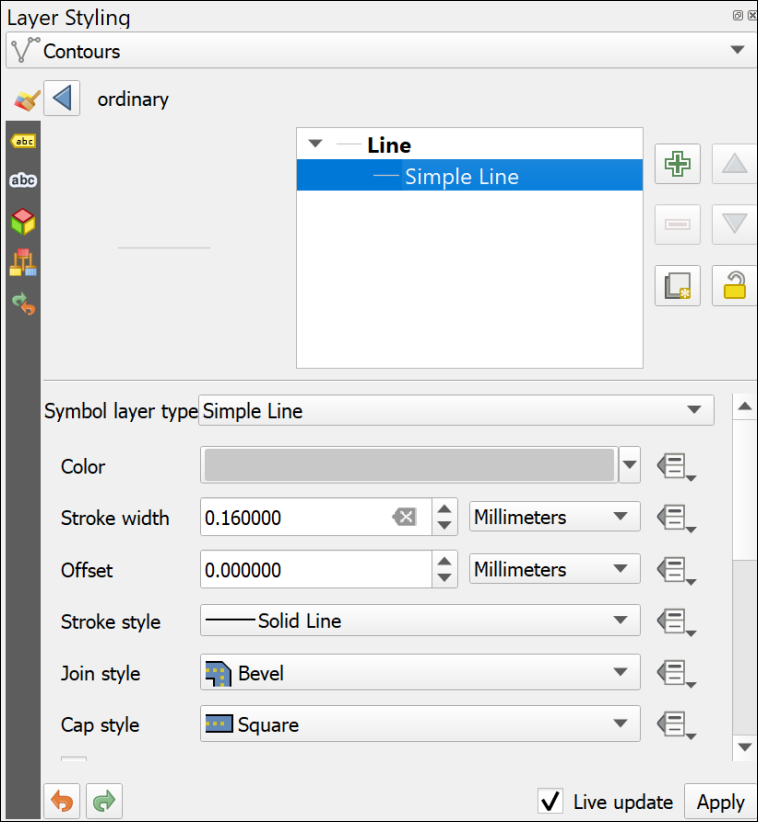 Layer Styling
Contours
ordinary
abc
abc
Line
Simple Line
Symbol layer type Simple Line
Color
Stroke width 0.160000 Millimeters
Offset 0.000000 Millimeters
Stroke style Solid Line
Join style Bevel
Cap style Square
Live update Apply